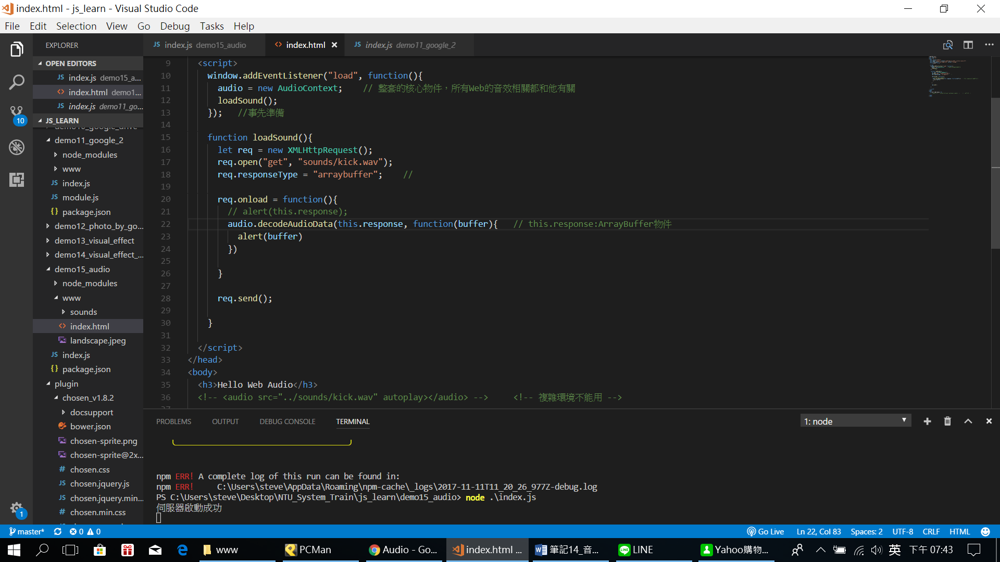 index.html - js_learn - Visual Studio Code
File Edit Selection View Go Debug Tasks Help
EXPLORER
OPEN EDITORS
JS index.js demo15_a...
<> index.html demo1...
JS index.js demo11_go...
10
JS_LEARN
demo11_google_2
node_modules
www
JS index.js
JS module.js
{} package.json
demo12_photo_by_go...
demo13_visual_effect
demo14_visual_effect_...
demo15_audio
node_modules
www
sounds
<> index.html
landscape.jpeg
JS index.js
{} package.json
plugin
chosen_v1.8.2
docsupport
bower.json
chosen-sprite.png
chosen-sprite@2x...
# chosen.css
JS chosen.jquery.js
JS chosen.jquery.min...
# chosen.min.css
1
JS index.js demo15_audio <> index.html JS index.js demo11_google_2
9 <script>
10 window.addEventListener("load", function(){
11 audio = new AudioContext; // 整套的核心物件，所有Web的音效相關都和他有關
12 loadSound();
13 }); //事先準備
14
15 function loadSound(){
16 let req = new XMLHttpRequest();
17 req.open("get", "sounds/kick.wav");
18 req.responseType = "arraybuffer"; //
19
20 req.onload = function(){
21 // alert(this.response);
22 audio.decodeAudioData(this.response, function(buffer){ // this.response:ArrayBuffer物件
23 alert(buffer)
24 })
25
26 }
27
28 req.send();
29
30 }
31
32 </script>
33 </head>
34 <body>
35 <h3>Hello Web Audio</h3>
36 <!-- <audio src="../sounds/kick.wav" autoplay></audio> --> <!-- 複雜環境不能用 -->
PROBLEMS OUTPUT DEBUG CONSOLE TERMINAL 1: node
npm ERR! A complete log of this run can be found in:
npm ERR! C:\Users\steve\AppData\Roaming\npm-cache\_logs\2017-11-11T11_20_26_977Z-debug.log
PS C:\Users\steve\Desktop\NTU_System_Train\js_learn\demo15_audio> node .\index.js
伺服器啟動成功
master* 0 0 Go Live Ln 22, Col 83 Spaces: 2 UTF-8 CRLF HTML
www PCMan Audio - Go... index.html ... 筆記14_音... LINE Yahoo購物... 英 下午 07:43